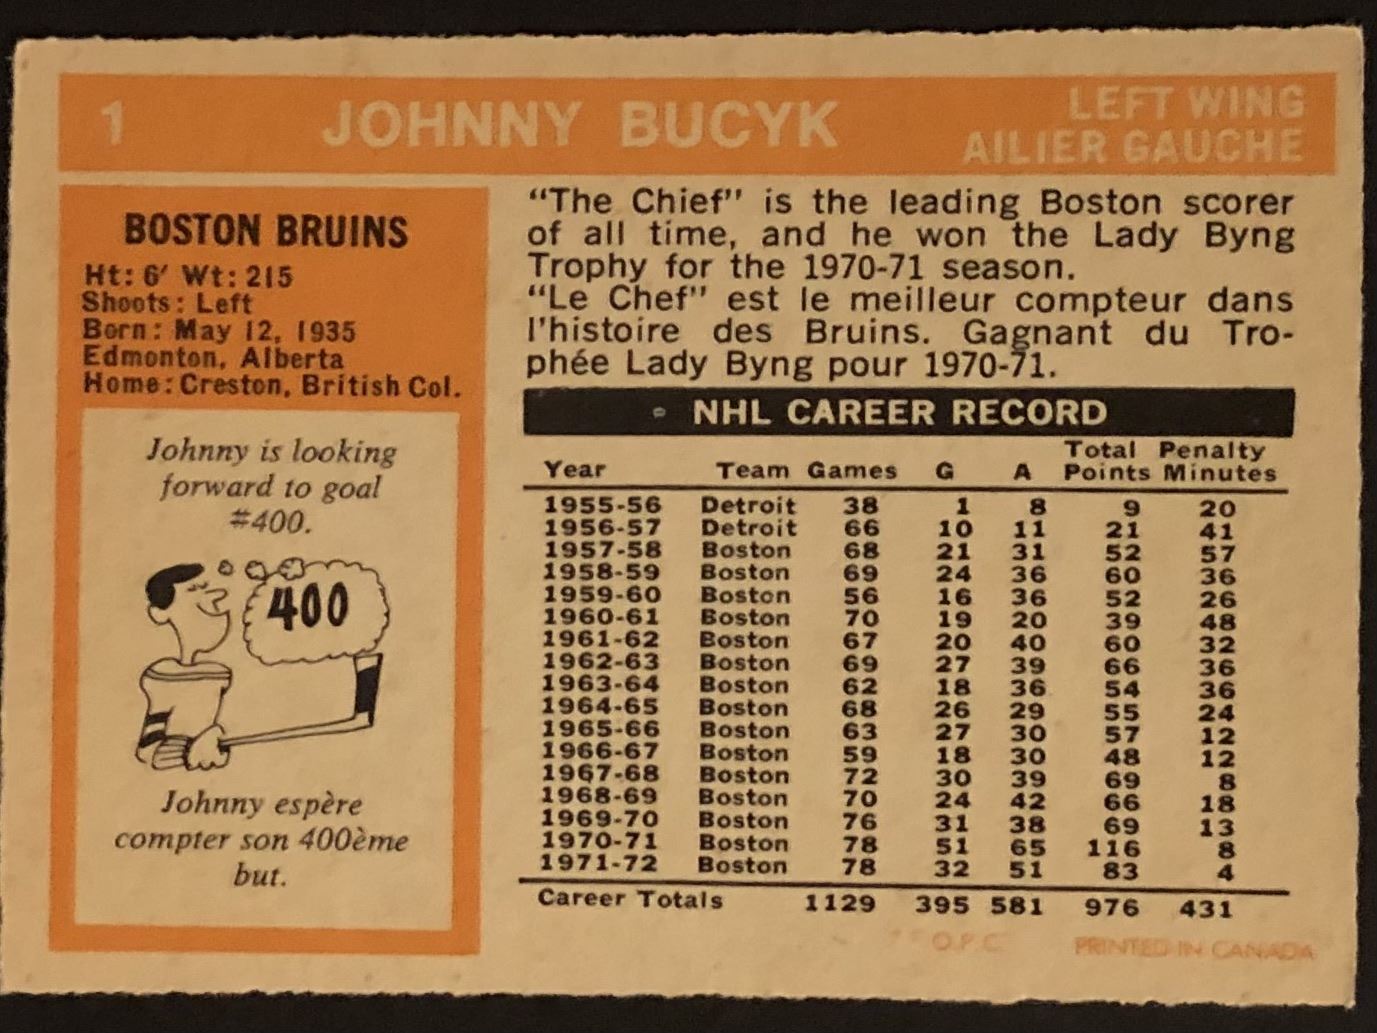 1 JOHNNY BUCYK LEFT WING
AILIER GAUCHE
BOSTON BRUINS
Ht: 6' Wt: 215
Shoots: Left
Born: May 12, 1935
Edmonton, Alberta
Home: Creston, British Col.
Johnny is looking
forward to goal
#400.
400
Johnny espère
compter son 400ème
but.
"The Chief" is the leading Boston scorer
of all time, and he won the Lady Byng
Trophy for the 1970-71 season.
"Le Chef" est le meilleur compteur dans
l'histoire des Bruins. Gagnant du Tro-
phée Lady Byng pour 1970-71.
NHL CAREER RECORD
Year Team Games G A Total Points Penalty Minutes
1955-56 Detroit 38 1 8 9 20
1956-57 Detroit 66 10 11 21 41
1957-58 Boston 68 21 31 52 57
1958-59 Boston 69 24 36 60 36
1959-60 Boston 56 16 36 52 26
1960-61 Boston 70 19 20 39 48
1961-62 Boston 67 20 40 60 32
1962-63 Boston 69 27 39 66 36
1963-64 Boston 62 18 36 54 36
1964-65 Boston 68 26 29 55 24
1965-66 Boston 63 27 30 57 12
1966-67 Boston 59 18 30 48 12
1967-68 Boston 72 30 39 69 8
1968-69 Boston 70 24 42 66 18
1969-70 Boston 76 31 38 69 13
1970-71 Boston 78 51 65 116 8
1971-72 Boston 78 32 51 83 4
Career Totals 1129 395 581 976 431
O.P.C. PRINTED IN CANADA